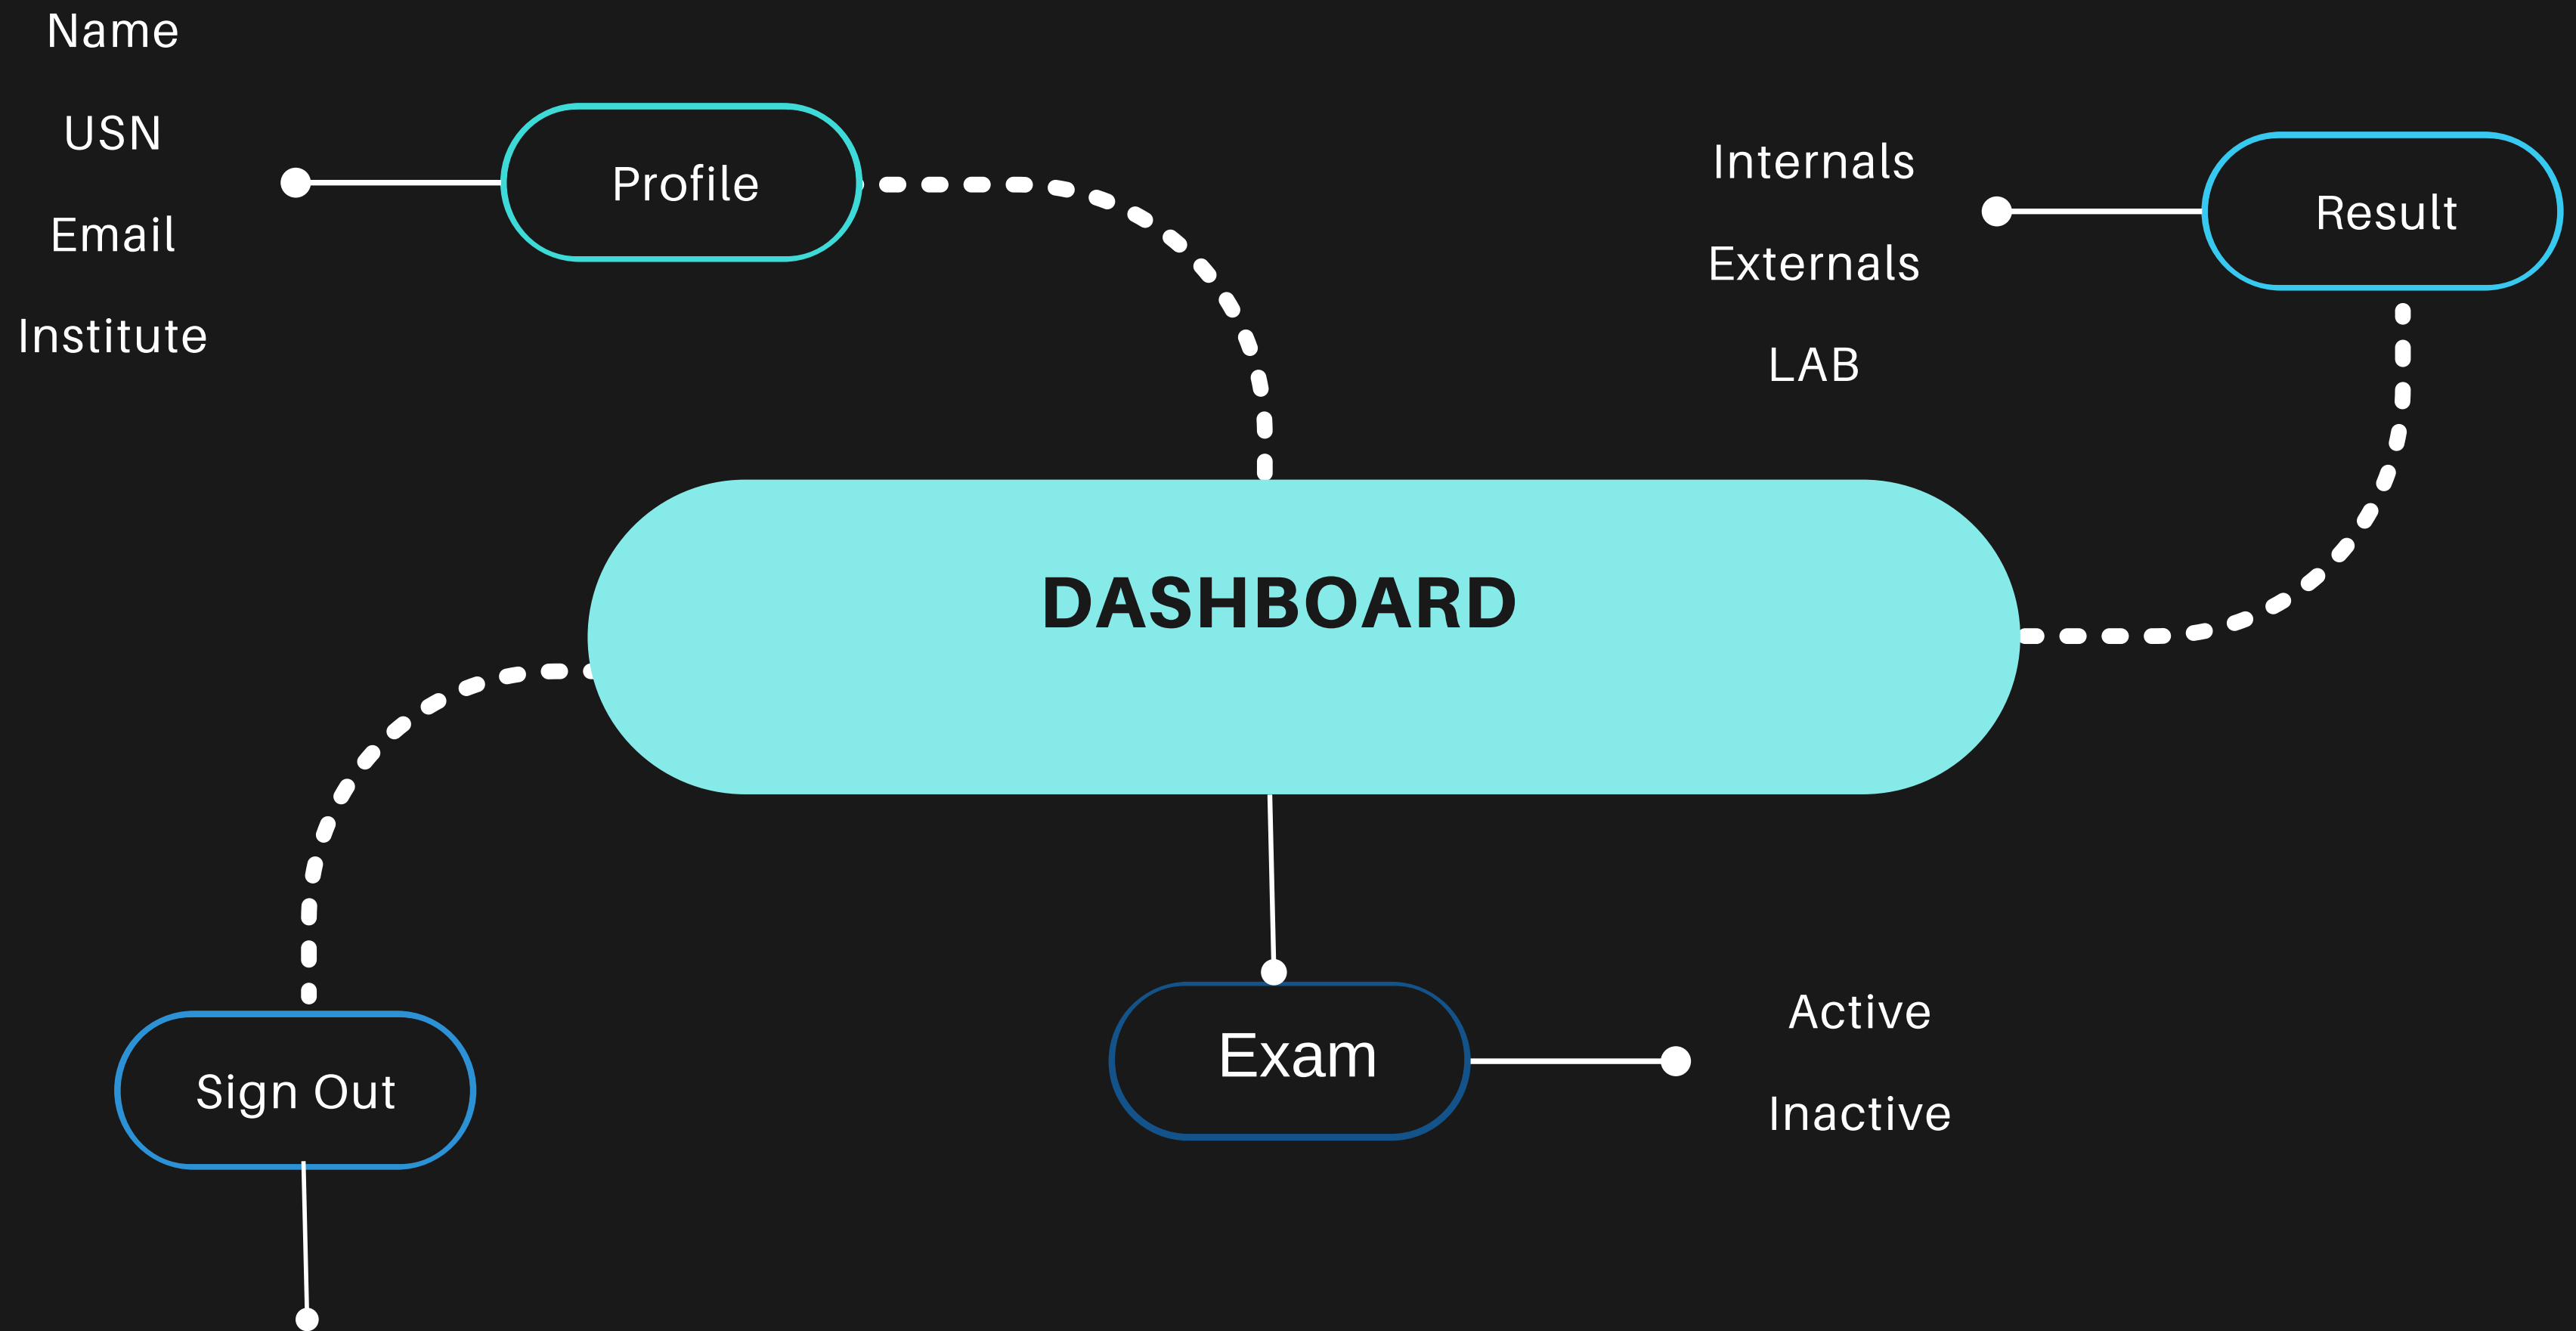 Name
USN
Email
Institute
Profile
Internals
Externals
LAB
Result
DASHBOARD
Sign Out
Exam
Active
Inactive